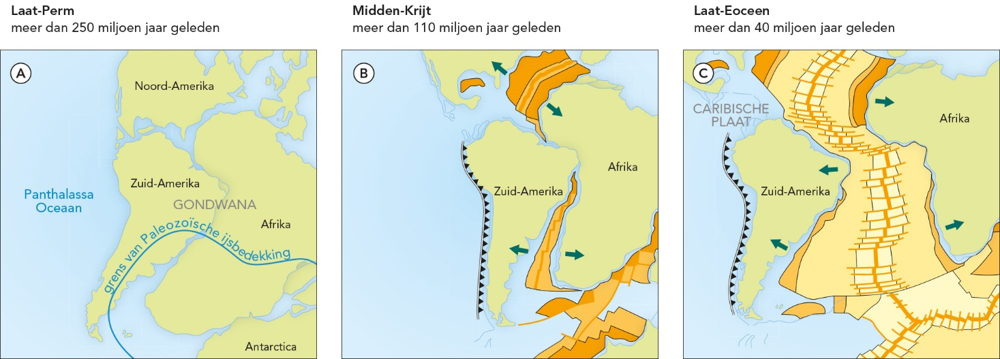 Laat-Perm
meer dan 250 miljoen jaar geleden
A
Noord-Amerika
Panthalassa
Oceaan
Zuid-Amerika
GONDWANA
Afrika
grens van Paleozoïsche ijsbedekking
Antarctica
Midden-Krijt
meer dan 110 miljoen jaar geleden
B
Afrika
Zuid-Amerika
Laat-Eoceen
meer dan 40 miljoen jaar geleden
C
CARIBISCHE
PLAAT
Afrika
Zuid-Amerika